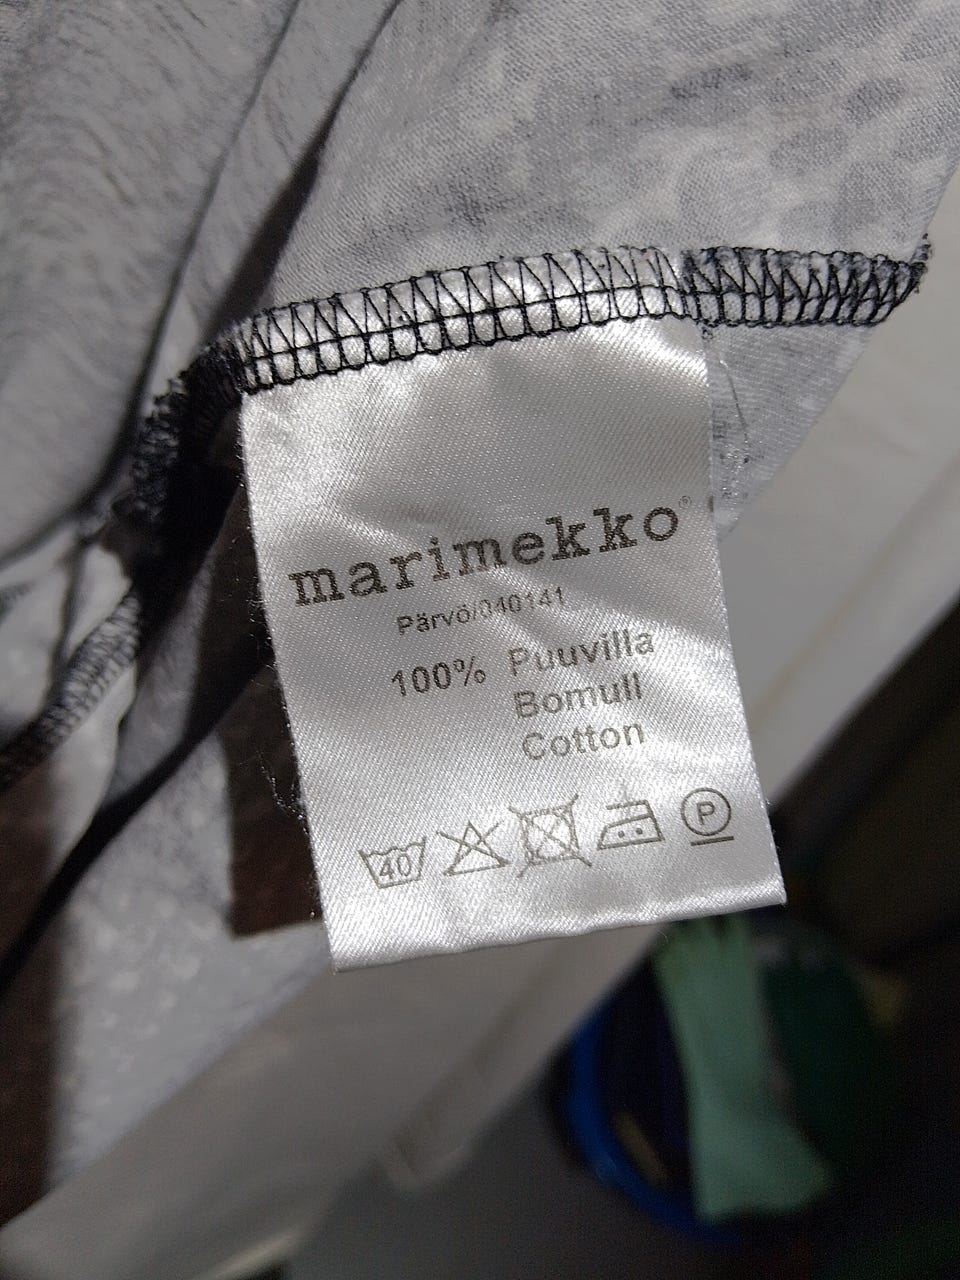 marimekko®
Pärvö/040141
100% Puuvilla
Bomull
Cotton
40
P